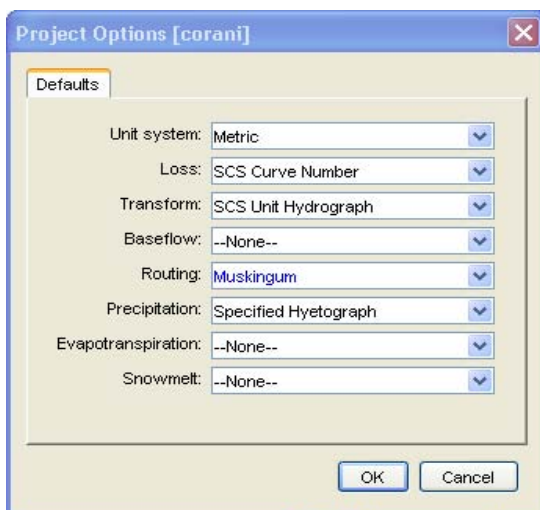 Project Options [corani]
Defaults
Unit system: Metric
Loss: SCS Curve Number
Transform: SCS Unit Hydrograph
Baseflow: --None--
Routing: Muskingum
Precipitation: Specified Hyetograph
Evapotranspiration: --None--
Snowmelt: --None--
OK Cancel